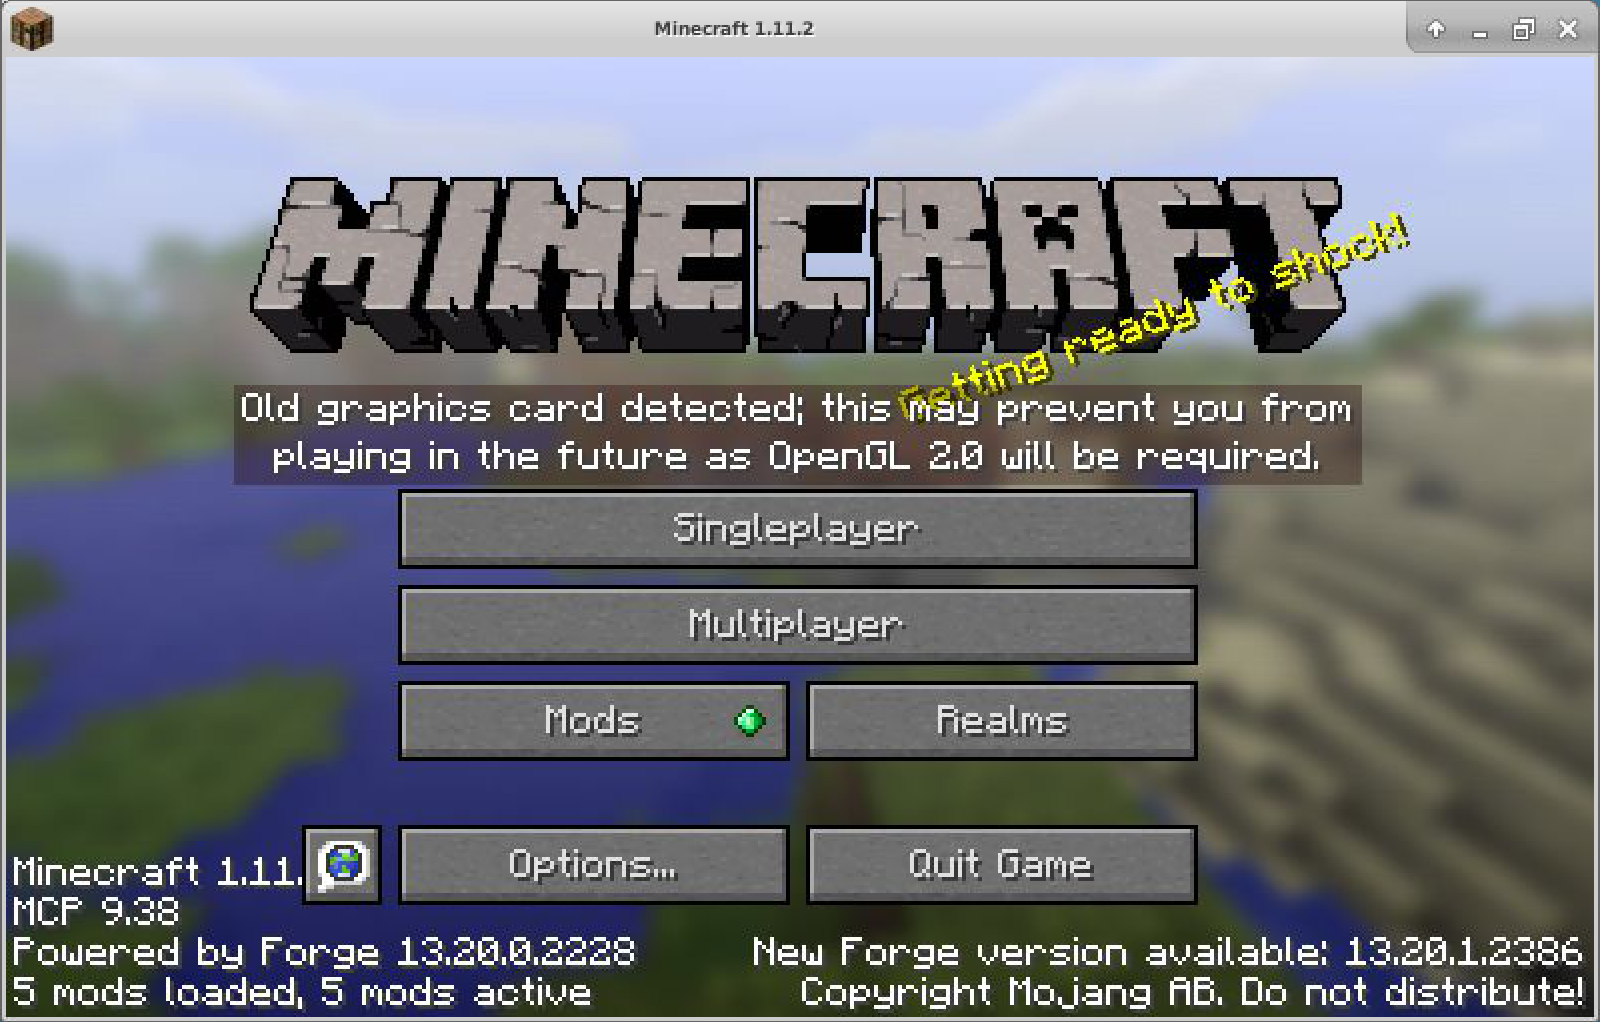 Minecraft 1.11.2
MINECRAFT
Getting ready to shock!
Old graphics card detected; this may prevent you from
playing in the future as OpenGL 2.0 will be required.
Singleplayer
Multiplayer
Mods
Realms
Options...
Quit Game
Minecraft 1.11.
MCP 9.38
Powered by Forge 13.20.0.2228
New Forge version available: 13.20.1.2386
5 mods loaded, 5 mods active
Copyright Mojang AB. Do not distribute!